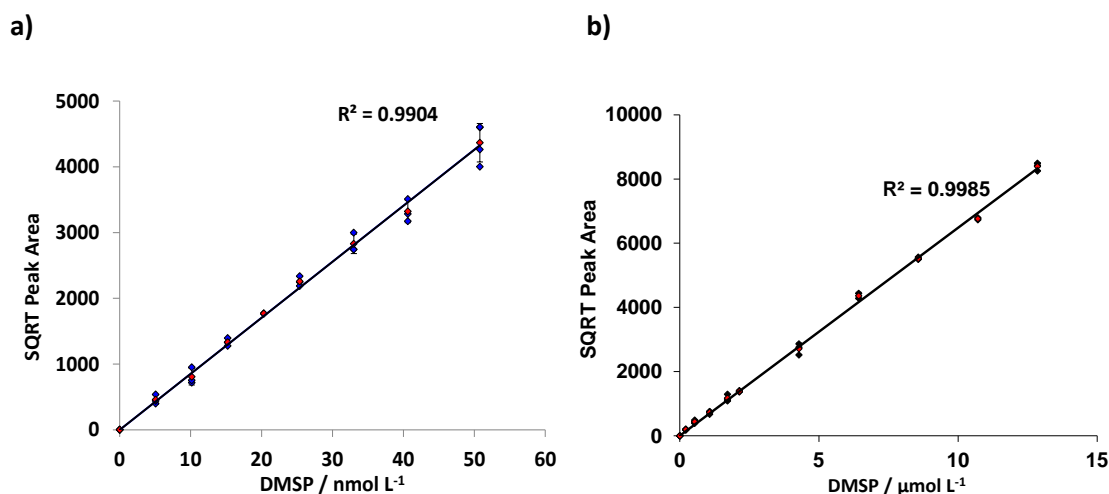 a)
R² = 0.9904
SQRT Peak Area
5000
4000
3000
2000
1000
0
0 10 20 30 40 50 60
DMSP / nmol L⁻¹
b)
R² = 0.9985
SQRT Peak Area
10000
8000
6000
4000
2000
0
0 5 10 15
DMSP / µmol L⁻¹